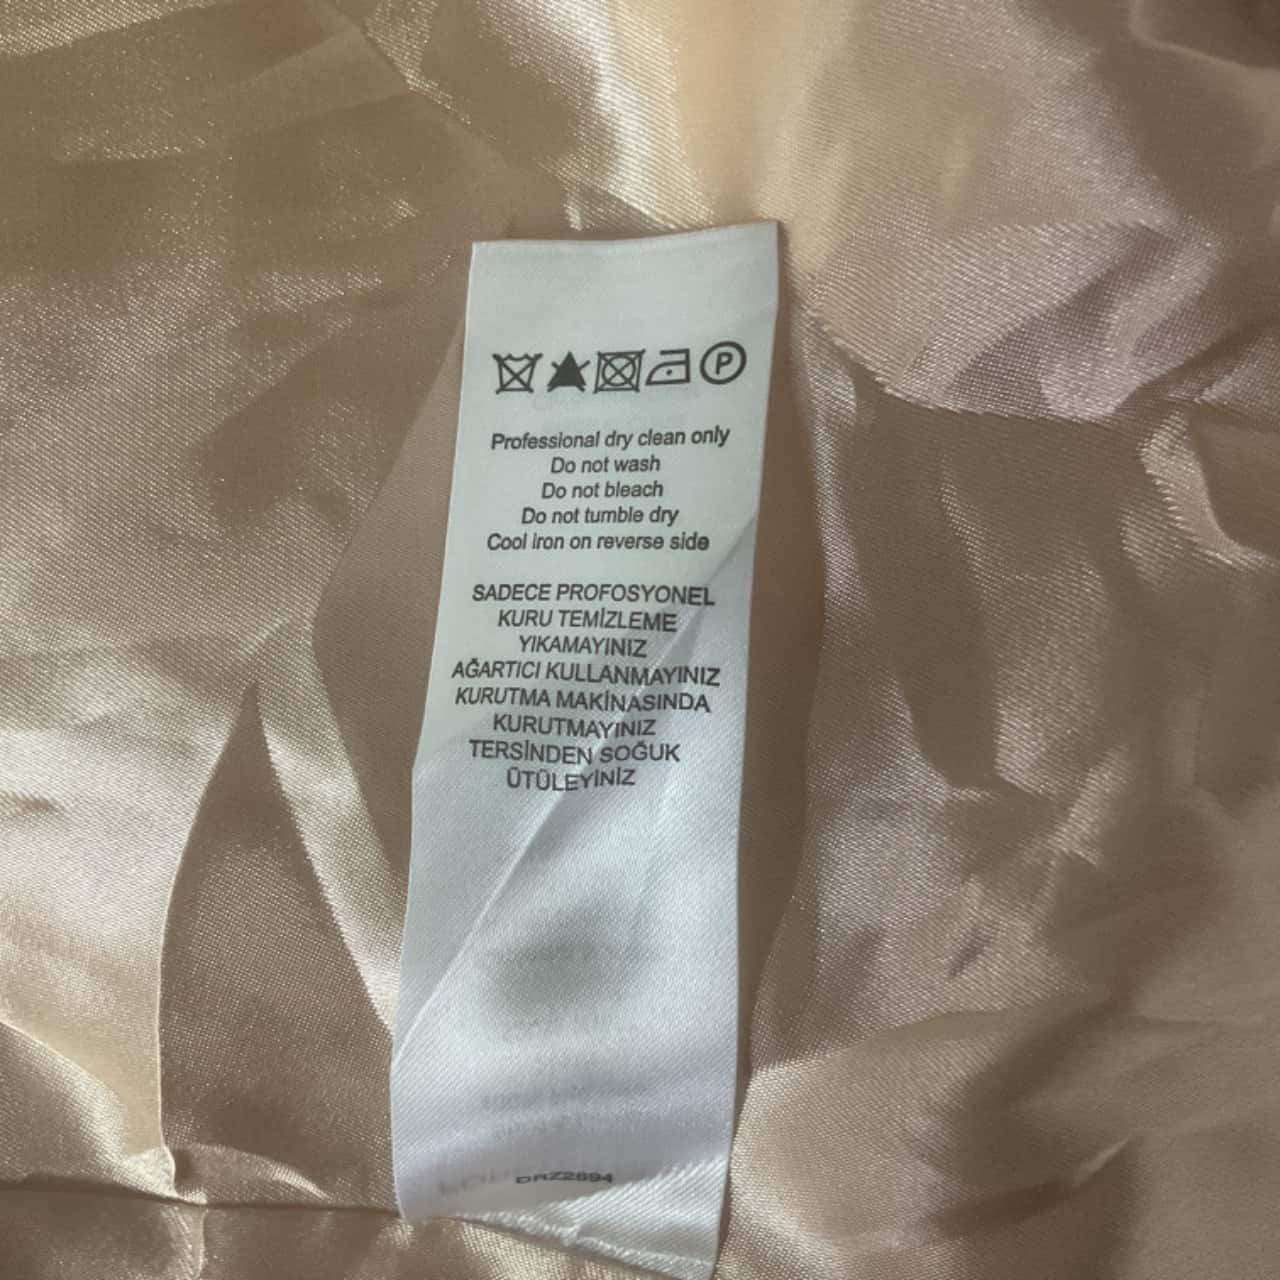 P
Professional dry clean only
Do not wash
Do not bleach
Do not tumble dry
Cool iron on reverse side
SADECE PROFOSYONEL
KURU TEMİZLEME
YIKAMAYINIZ
AĞARTICI KULLANMAYINIZ
KURUTMA MAKİNASINDA
KURUTMAYINIZ
TERSİNDEN SOĞUK
ÜTÜLEYİNİZ
DRZ2894